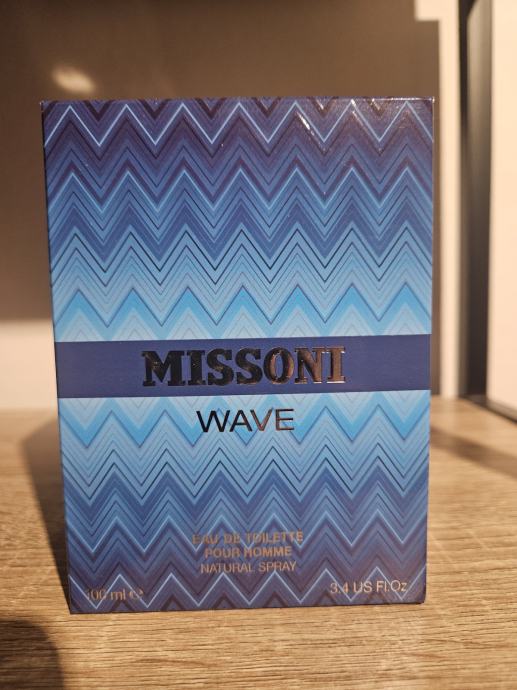 MISSONI
WAVE
EAU DE TOILETTE
POUR HOMME
NATURAL SPRAY
100 ml ℮ 3.4 US Fl.Oz